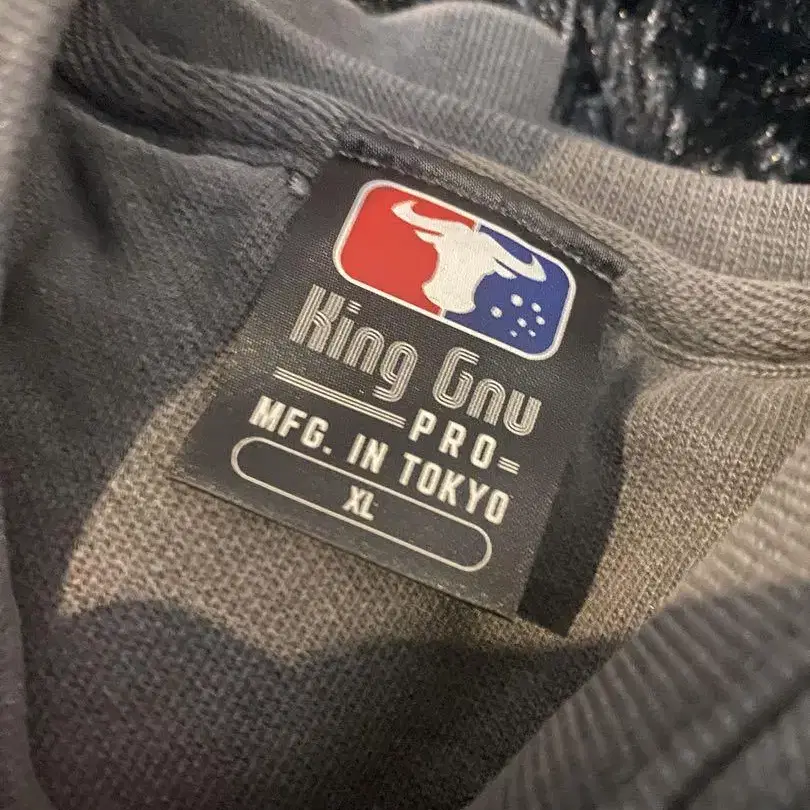 King Gnu
PRO
MFG. IN TOKYO
XL